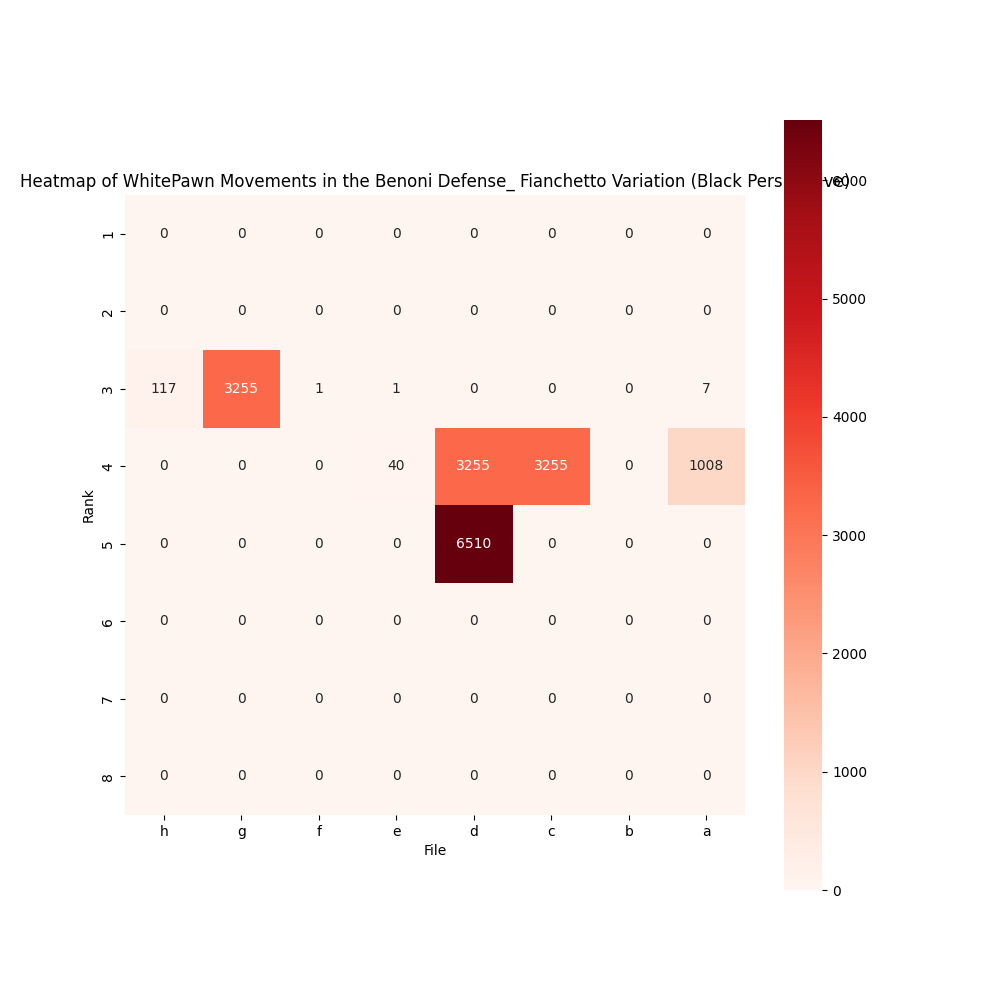 Heatmap of WhitePawn Movements in the Benoni Defense_ Fianchetto Variation (Black Pers ve)
6000
1 0 0 0 0 0 0 0 0
2 0 0 0 0 0 0 0 0
5000
3 117 3255 1 1 0 0 0 7
4000
4 0 0 0 40 3255 3255 0 1008
Rank
3000
5 0 0 0 0 6510 0 0 0
6 0 0 0 0 0 0 0 0
2000
7 0 0 0 0 0 0 0 0
1000
8 0 0 0 0 0 0 0 0
h g f e d c b a
File
0